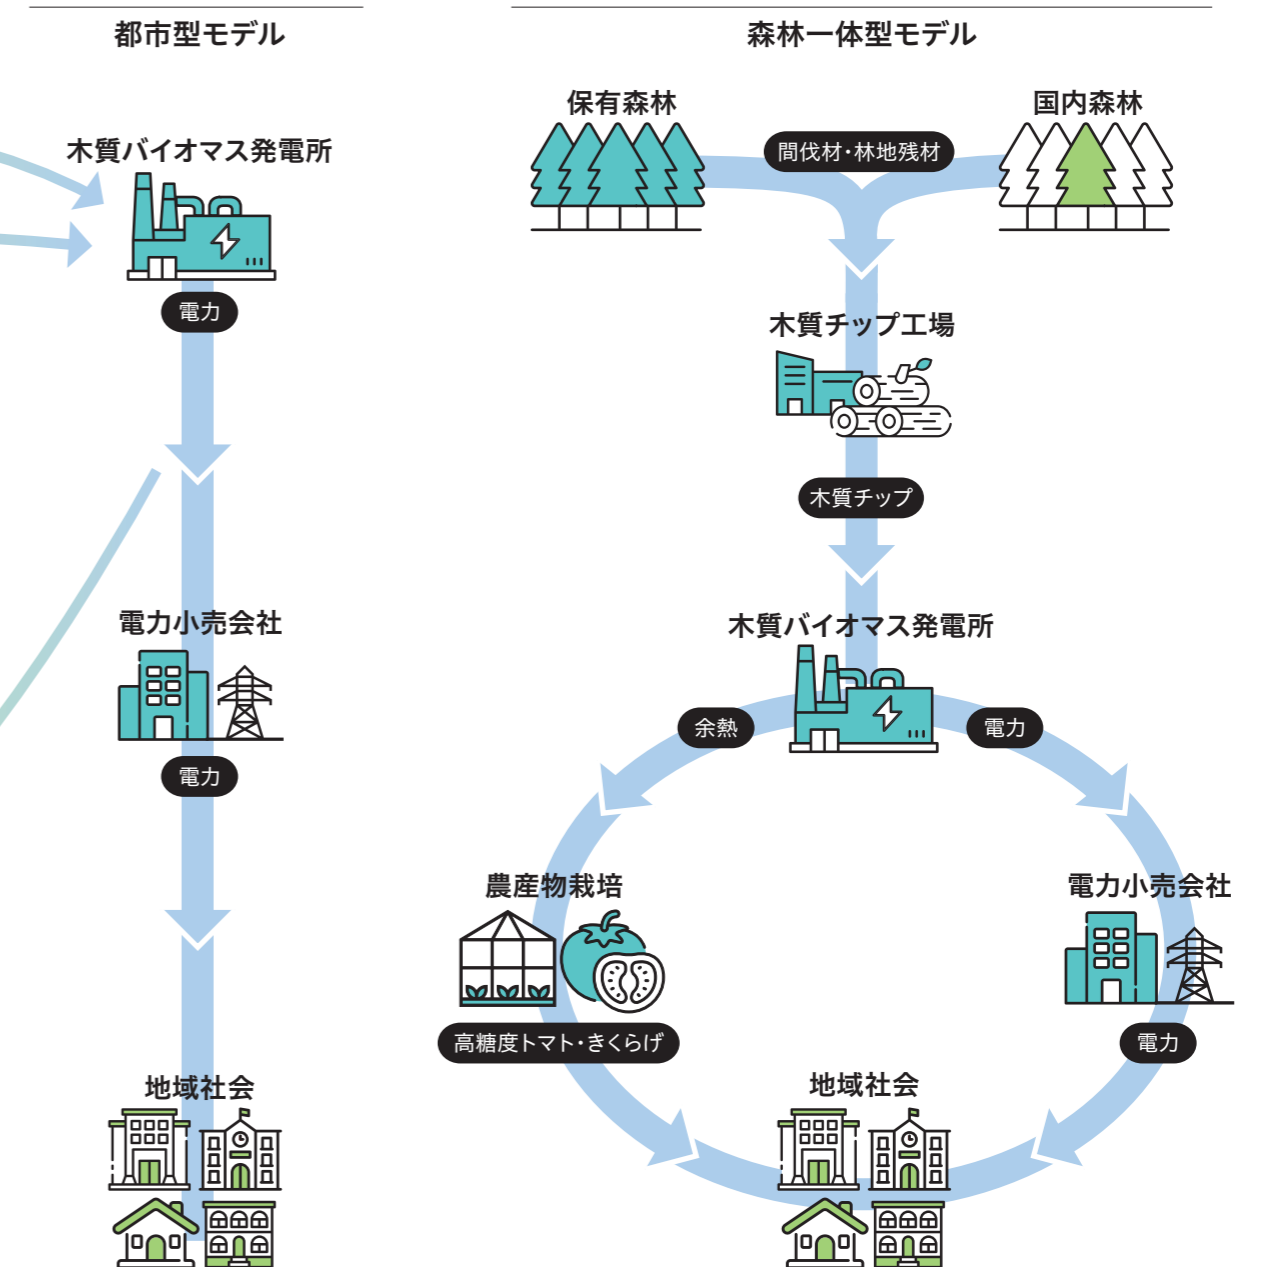 都市型モデル
木質バイオマス発電所
電力
電力小売会社
電力
地域社会
森林一体型モデル
保有森林
国内森林
間伐材・林地残材
木質チップ工場
木質チップ
木質バイオマス発電所
余熱
電力
農産物栽培
高糖度トマト・きくらげ
電力小売会社
電力
地域社会